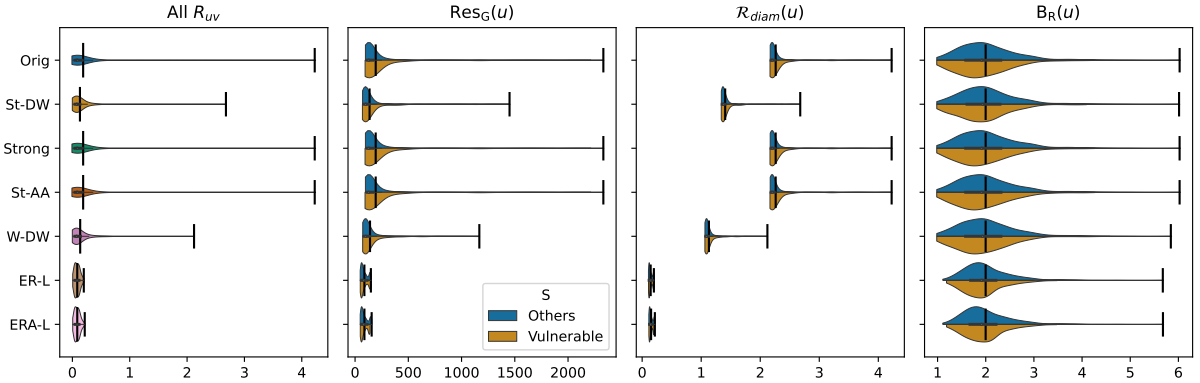 All R_uv
Res_G(u)
ℛ_diam(u)
B_R(u)
Orig
St-DW
Strong
St-AA
W-DW
ER-L
ERA-L
S
Others
Vulnerable
0 1 2 3 4
0 500 1000 1500 2000
0 1 2 3 4
1 2 3 4 5 6